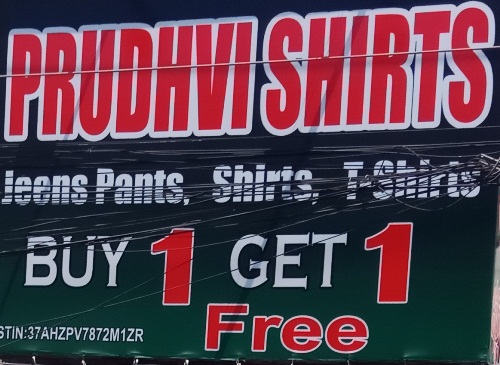 PRUDHVI SHIRTS
Jeens Pants, Shirts, T-Shirts
BUY 1 GET 1
Free
STIN:37AHZPV7872M1ZR